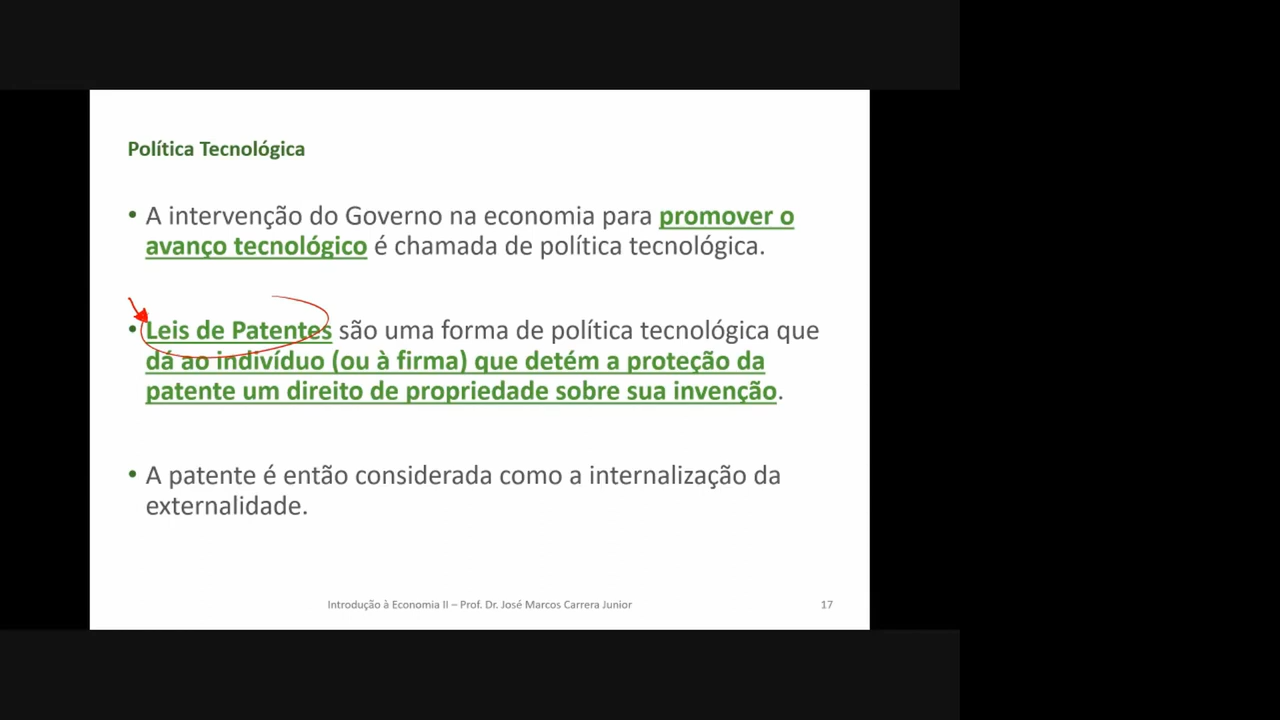 Política Tecnológica
• A intervenção do Governo na economia para promover o
avanço tecnológico é chamada de política tecnológica.
• Leis de Patentes são uma forma de política tecnológica que
dá ao indivíduo (ou à firma) que detém a proteção da
patente um direito de propriedade sobre sua invenção.
• A patente é então considerada como a internalização da
externalidade.
Introdução à Economia II – Prof. Dr. José Marcos Carrera Junior 17